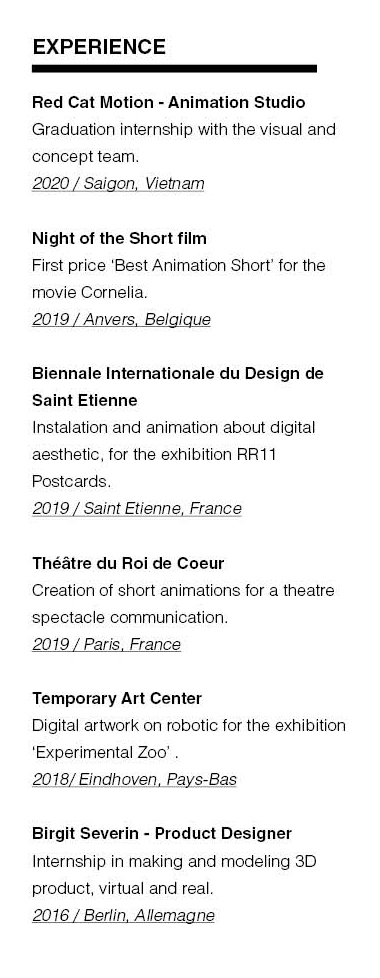 EXPERIENCE
Red Cat Motion - Animation Studio
Graduation internship with the visual and
concept team.
2020 / Saigon, Vietnam
Night of the Short film
First price ‘Best Animation Short’ for the
movie Cornelia.
2019 / Anvers, Belgique
Biennale Internationale du Design de
Saint Etienne
Instalation and animation about digital
aesthetic, for the exhibition RR11
Postcards.
2019 / Saint Etienne, France
Théâtre du Roi de Coeur
Creation of short animations for a theatre
spectacle communication.
2019 / Paris, France
Temporary Art Center
Digital artwork on robotic for the exhibition
‘Experimental Zoo’ .
2018/ Eindhoven, Pays-Bas
Birgit Severin - Product Designer
Internship in making and modeling 3D
product, virtual and real.
2016 / Berlin, Allemagne